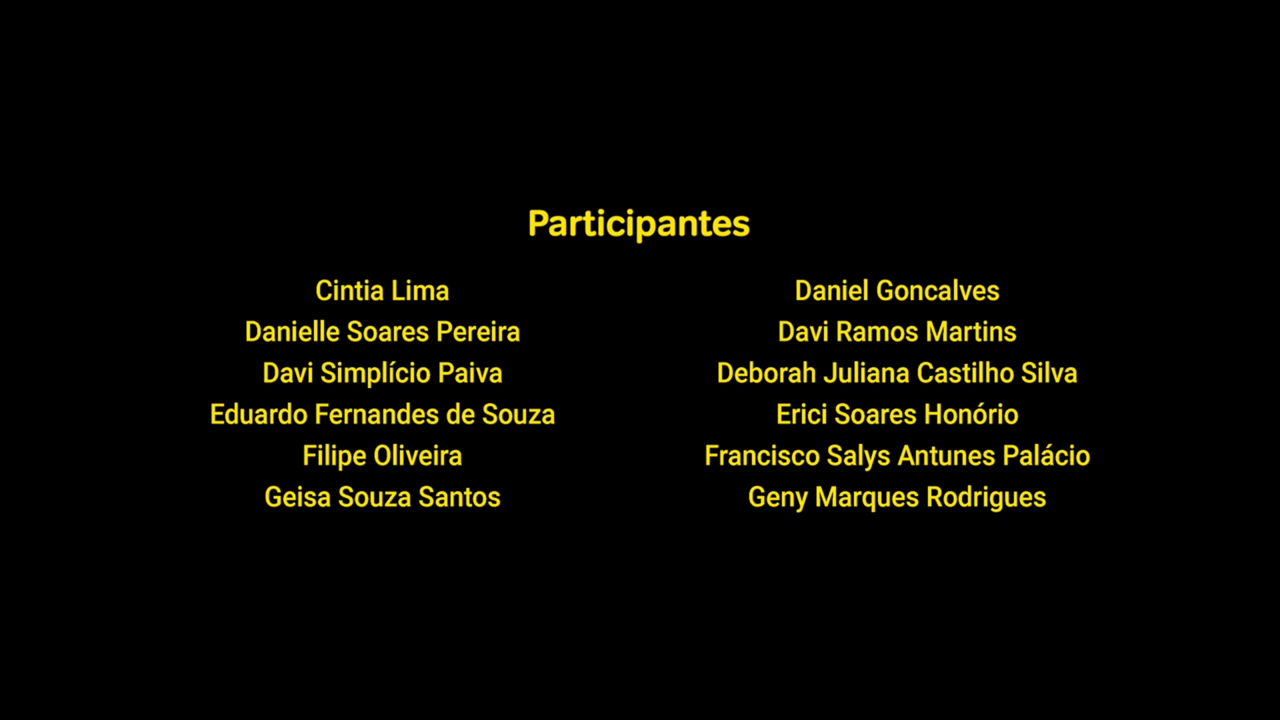 Participantes
Cintia Lima
Daniel Goncalves
Danielle Soares Pereira
Davi Ramos Martins
Davi Simplício Paiva
Deborah Juliana Castilho Silva
Eduardo Fernandes de Souza
Erici Soares Honório
Filipe Oliveira
Francisco Salys Antunes Palácio
Geisa Souza Santos
Geny Marques Rodrigues